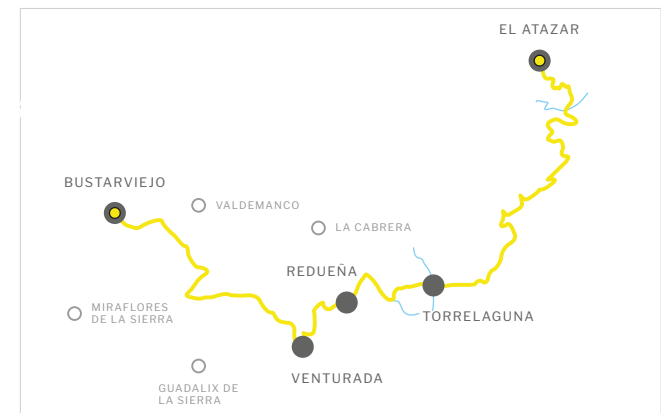 EL ATAZAR
BUSTARVIEJO
VALDEMANCO
LA CABRERA
REDUEÑA
MIRAFLORES
DE LA SIERRA
TORRELAGUNA
VENTURADA
GUADALIX DE
LA SIERRA